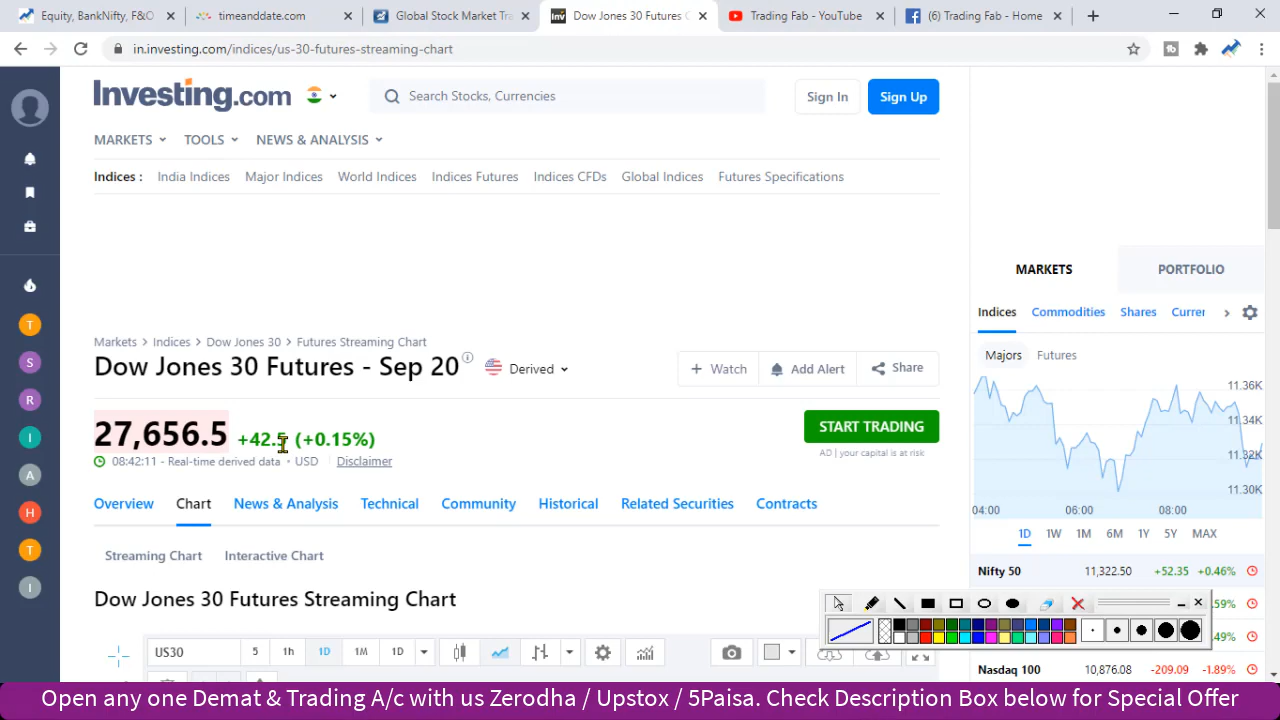 Equity, BankNifty, F&O
timeanddate.com
Global Stock Market Tra
Dow Jones 30 Futures C
Trading Fab - YouTube
(6) Trading Fab - Home
in.investing.com/indices/us-30-futures-streaming-chart
Investing.com
Search Stocks, Currencies
Sign In
Sign Up
MARKETS TOOLS NEWS & ANALYSIS
Indices : India Indices Major Indices World Indices Indices Futures Indices CFDs Global Indices Futures Specifications
MARKETS PORTFOLIO
Indices Commodities Shares Curren
Majors Futures
11.36K
11.34K
11.32K
11.30K
04:00 06:00 08:00
1D 1W 1M 6M 1Y 5Y MAX
Nifty 50 11,322.50 +52.35 +0.46%
.59%
.49%
Nasdaq 100 10,876.08 -209.09 -1.89%
Markets > Indices > Dow Jones 30 > Futures Streaming Chart
Dow Jones 30 Futures - Sep 20
Derived
+ Watch
Add Alert
Share
27,656.5 +42.5 (+0.15%)
08:42:11 - Real-time derived data • USD Disclaimer
START TRADING
AD | your capital is at risk
Overview Chart News & Analysis Technical Community Historical Related Securities Contracts
Streaming Chart Interactive Chart
Dow Jones 30 Futures Streaming Chart
US30 5 1h 1D 1M 1D
T
S
R
I
A
H
T
I
Open any one Demat & Trading A/c with us Zerodha / Upstox / 5Paisa. Check Description Box below for Special Offer